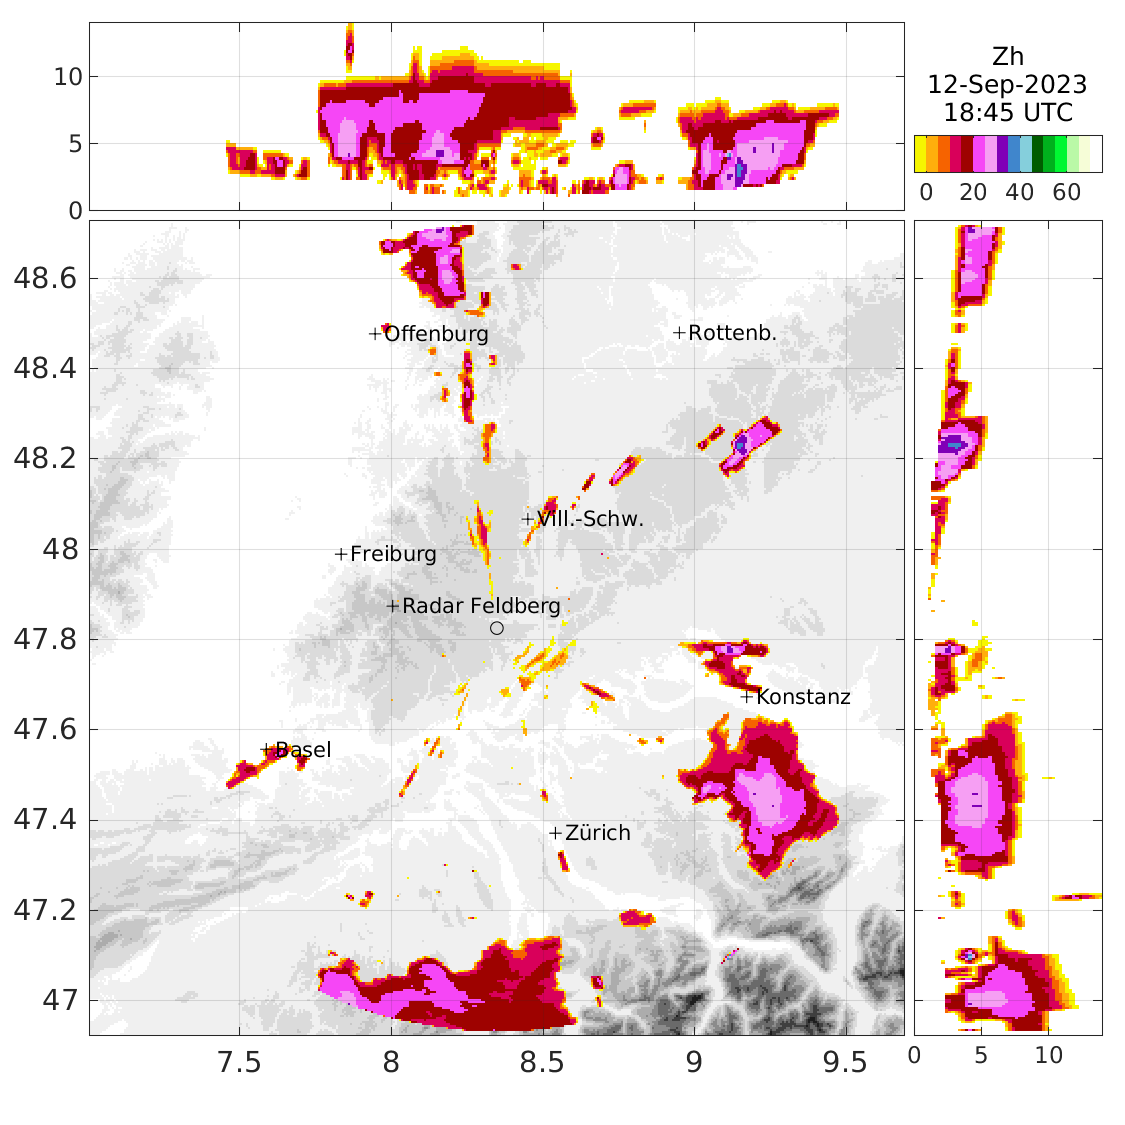 10
5
0
Zh
12-Sep-2023
18:45 UTC
0 20 40 60
48.6
48.4
48.2
48
47.8
47.6
47.4
47.2
47
+Offenburg
+Rottenb.
+Vill.-Schw.
+Freiburg
+Radar Feldberg
+Konstanz
+Basel
+Zürich
7.5 8 8.5 9 9.5
0 5 10